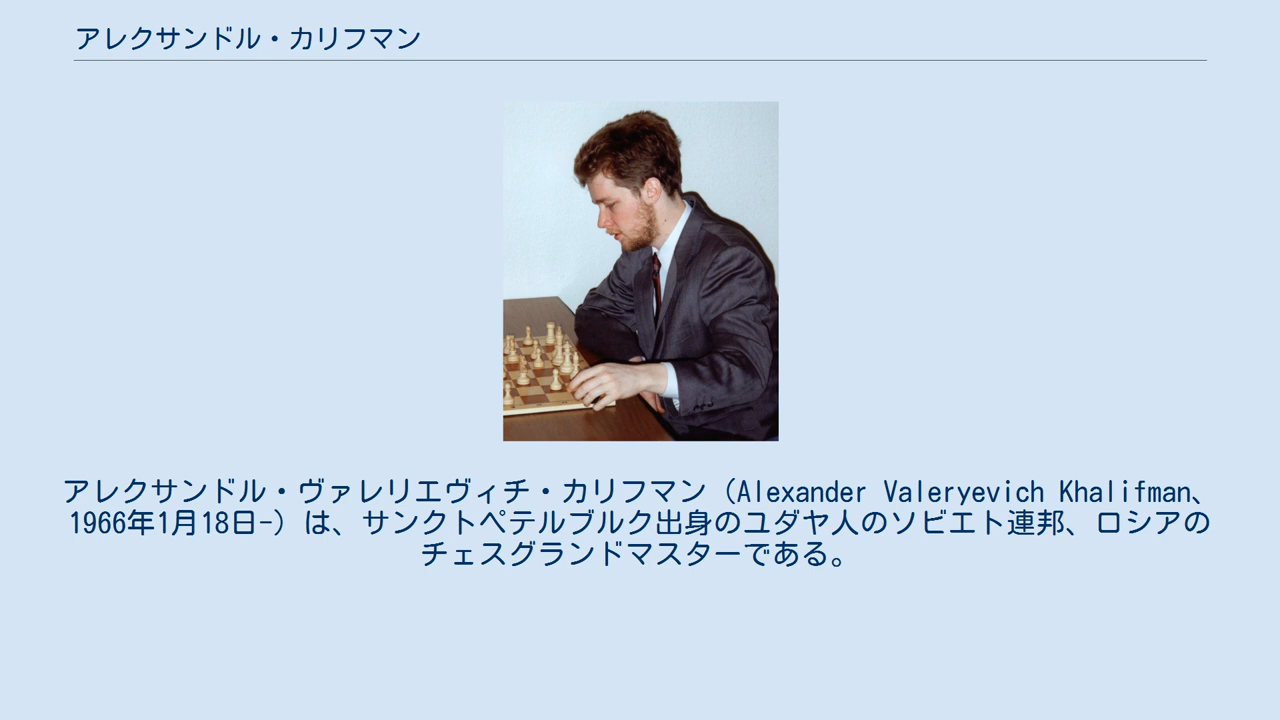 アレクサンドル・カリフマン
アレクサンドル・ヴァレリエヴィチ・カリフマン（Alexander Valeryevich Khalifman、
1966年1月18日-）は、サンクトペテルブルク出身のユダヤ人のソビエト連邦、ロシアの
チェスグランドマスターである。